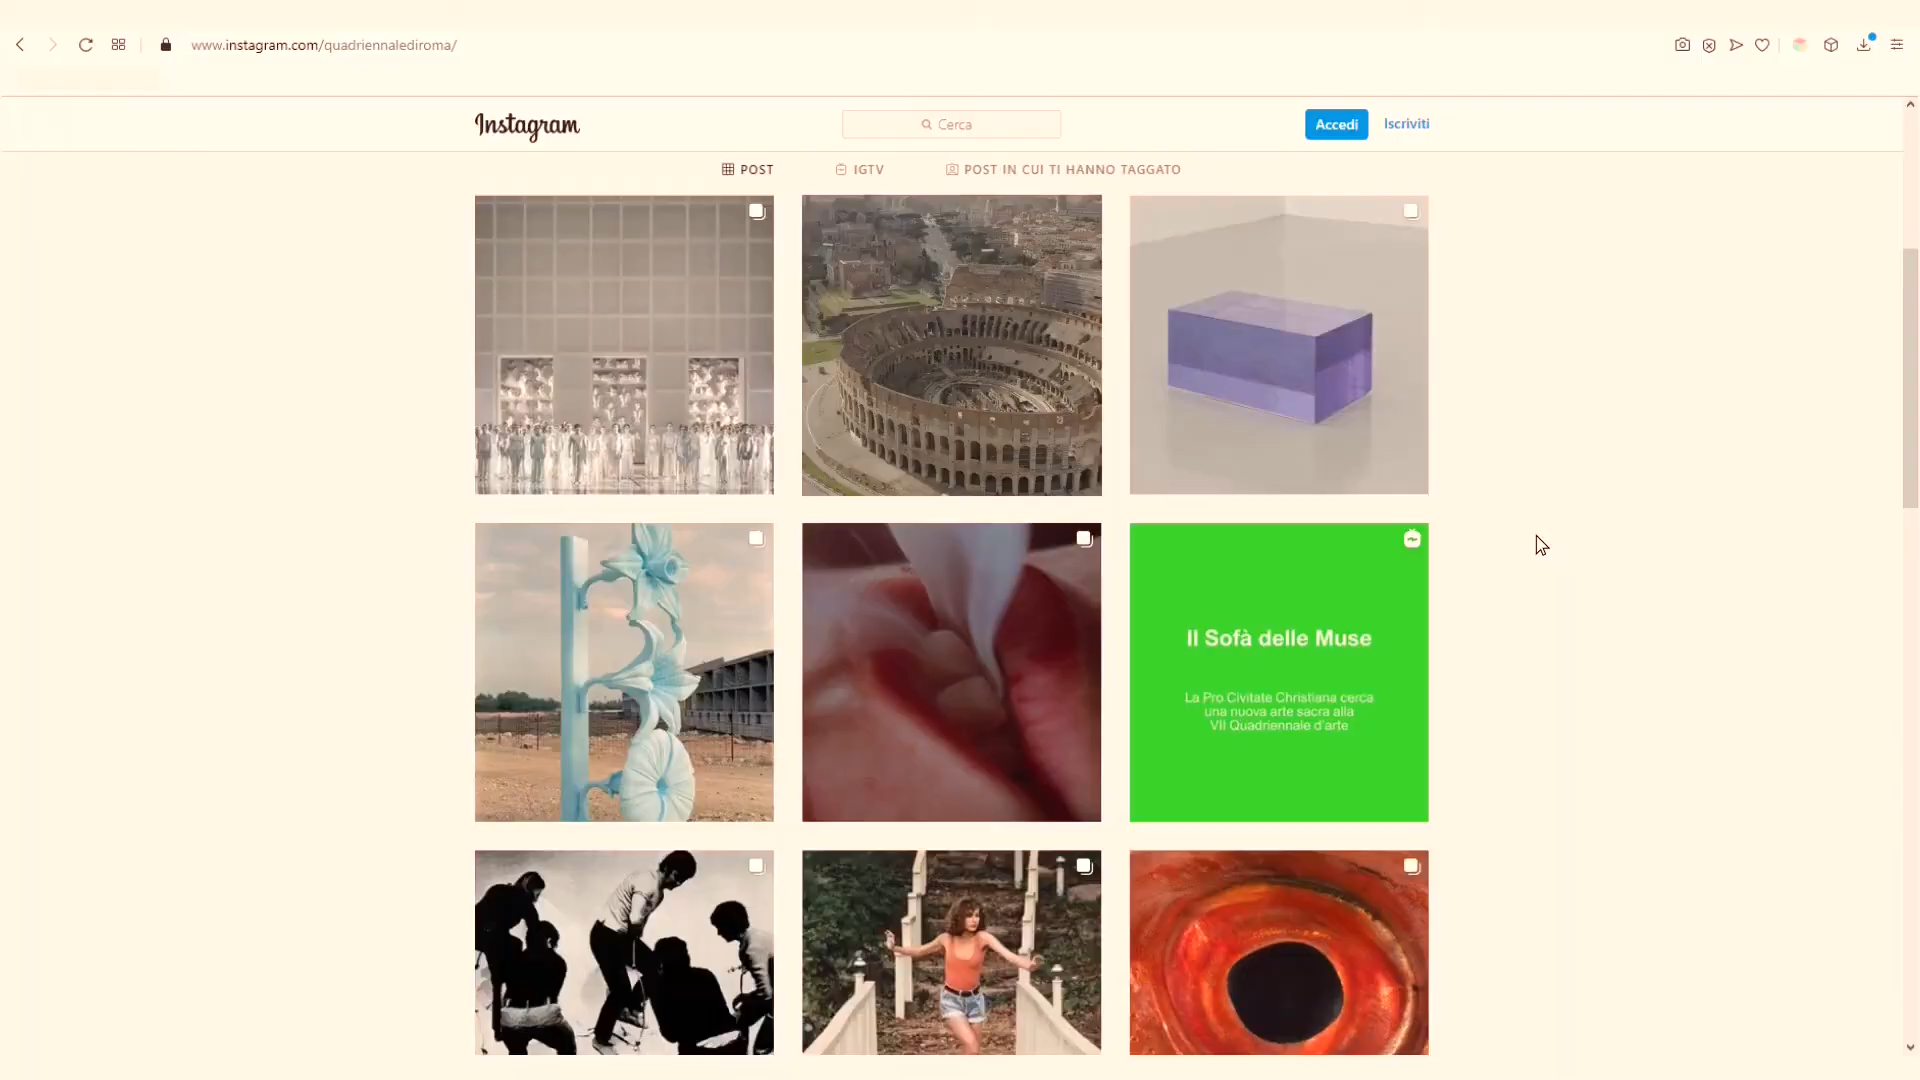 www.instagram.com/quadriennalediroma/
Instagram
Cerca
Accedi
Iscriviti
POST
IGTV
POST IN CUI TI HANNO TAGGATO
Il Sofà delle Muse
La Pro Civitate Christiana cerca
una nuova arte sacra alla
VII Quadriennale d'arte